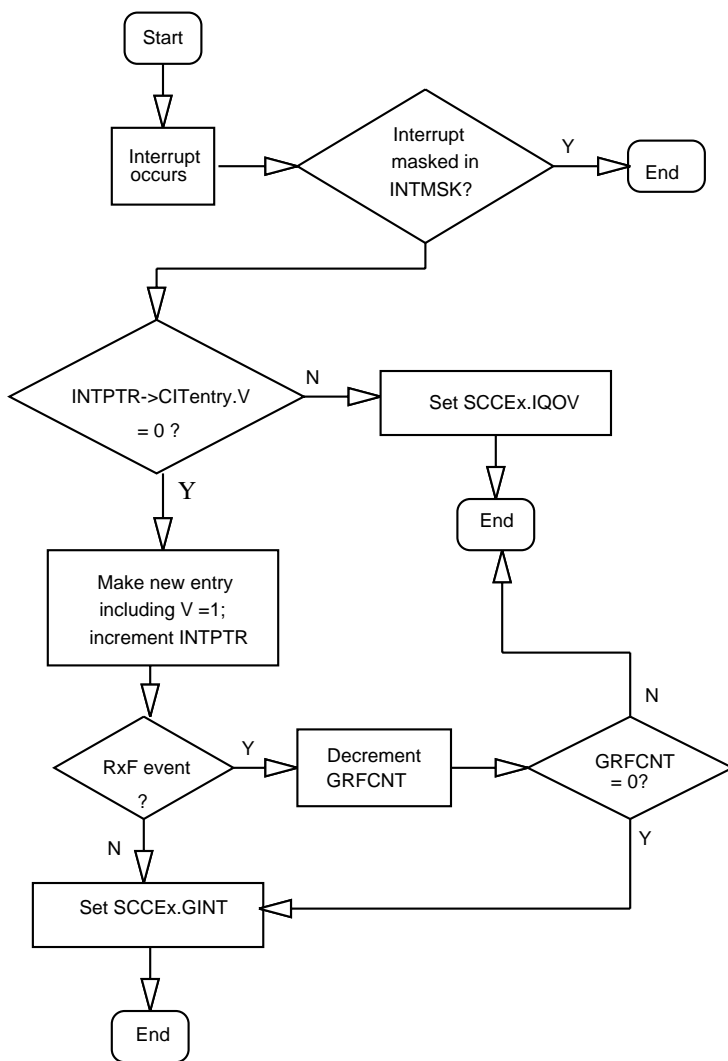 Start
Interrupt
occurs
Interrupt
masked in
INTMSK?
Y
End
INTPTR->CITentry.V
= 0 ?
N
Set SCCEx.IQOV
Y
End
Make new entry
including V =1;
increment INTPTR
N
RxF event
?
Y
Decrement
GRFCNT
GRFCNT
= 0?
N
Y
Set SCCEx.GINT
End